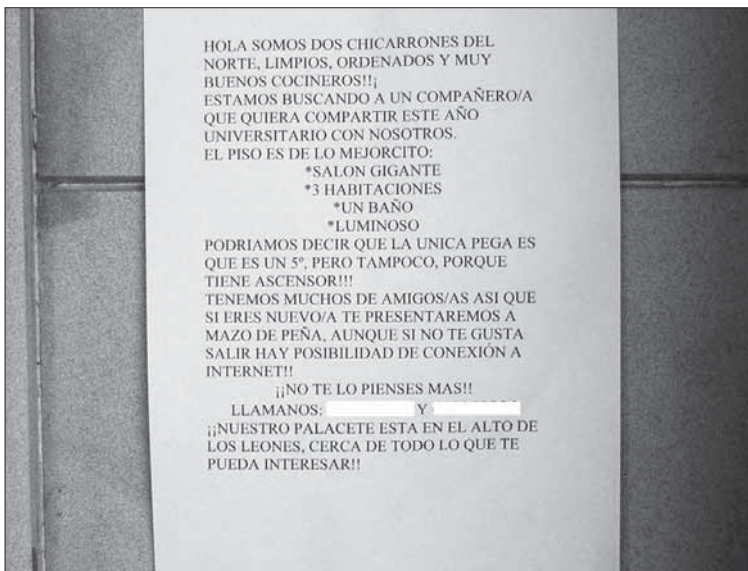 HOLA SOMOS DOS CHICARRONES DEL
NORTE, LIMPIOS, ORDENADOS Y MUY
BUENOS COCINEROS!!¡
ESTAMOS BUSCANDO A UN COMPAÑERO/A
QUE QUIERA COMPARTIR ESTE AÑO
UNIVERSITARIO CON NOSOTROS.
EL PISO ES DE LO MEJORCITO:
*SALON GIGANTE
*3 HABITACIONES
*UN BAÑO
*LUMINOSO
PODRIAMOS DECIR QUE LA UNICA PEGA ES
QUE ES UN 5º, PERO TAMPOCO, PORQUE
TIENE ASCENSOR!!!
TENEMOS MUCHOS DE AMIGOS/AS ASI QUE
SI ERES NUEVO/A TE PRESENTAREMOS A
MAZO DE PEÑA, AUNQUE SI NO TE GUSTA
SALIR HAY POSIBILIDAD DE CONEXIÓN A
INTERNET!!
¡¡NO TE LO PIENSES MAS!!
LLAMANOS: Y
¡¡NUESTRO PALACETE ESTA EN EL ALTO DE
LOS LEONES, CERCA DE TODO LO QUE TE
PUEDA INTERESAR!!